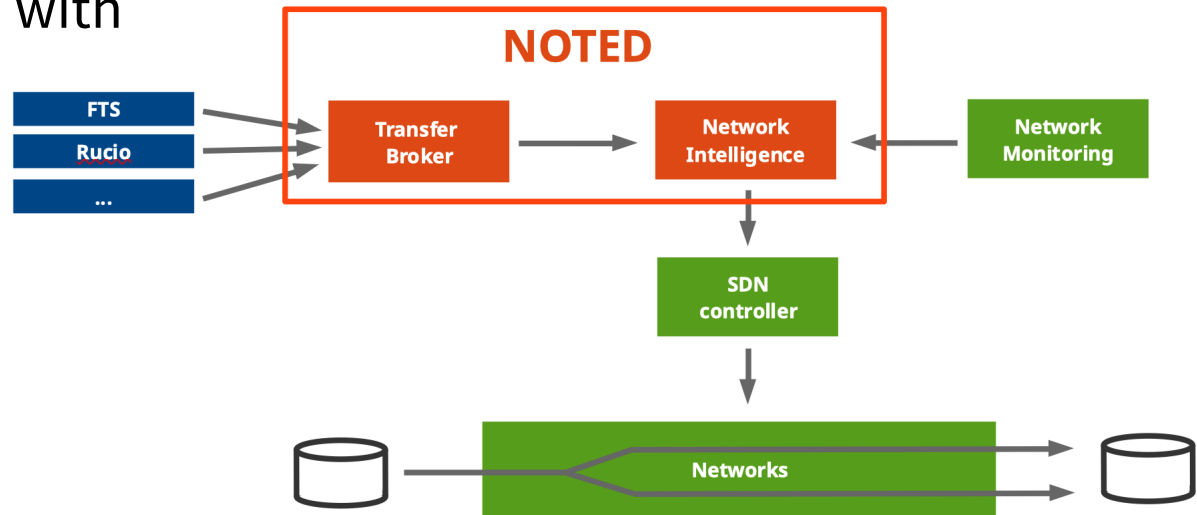 with
NOTED
FTS
Rucio
...
Transfer
Broker
Network
Intelligence
Network
Monitoring
SDN
controller
Networks